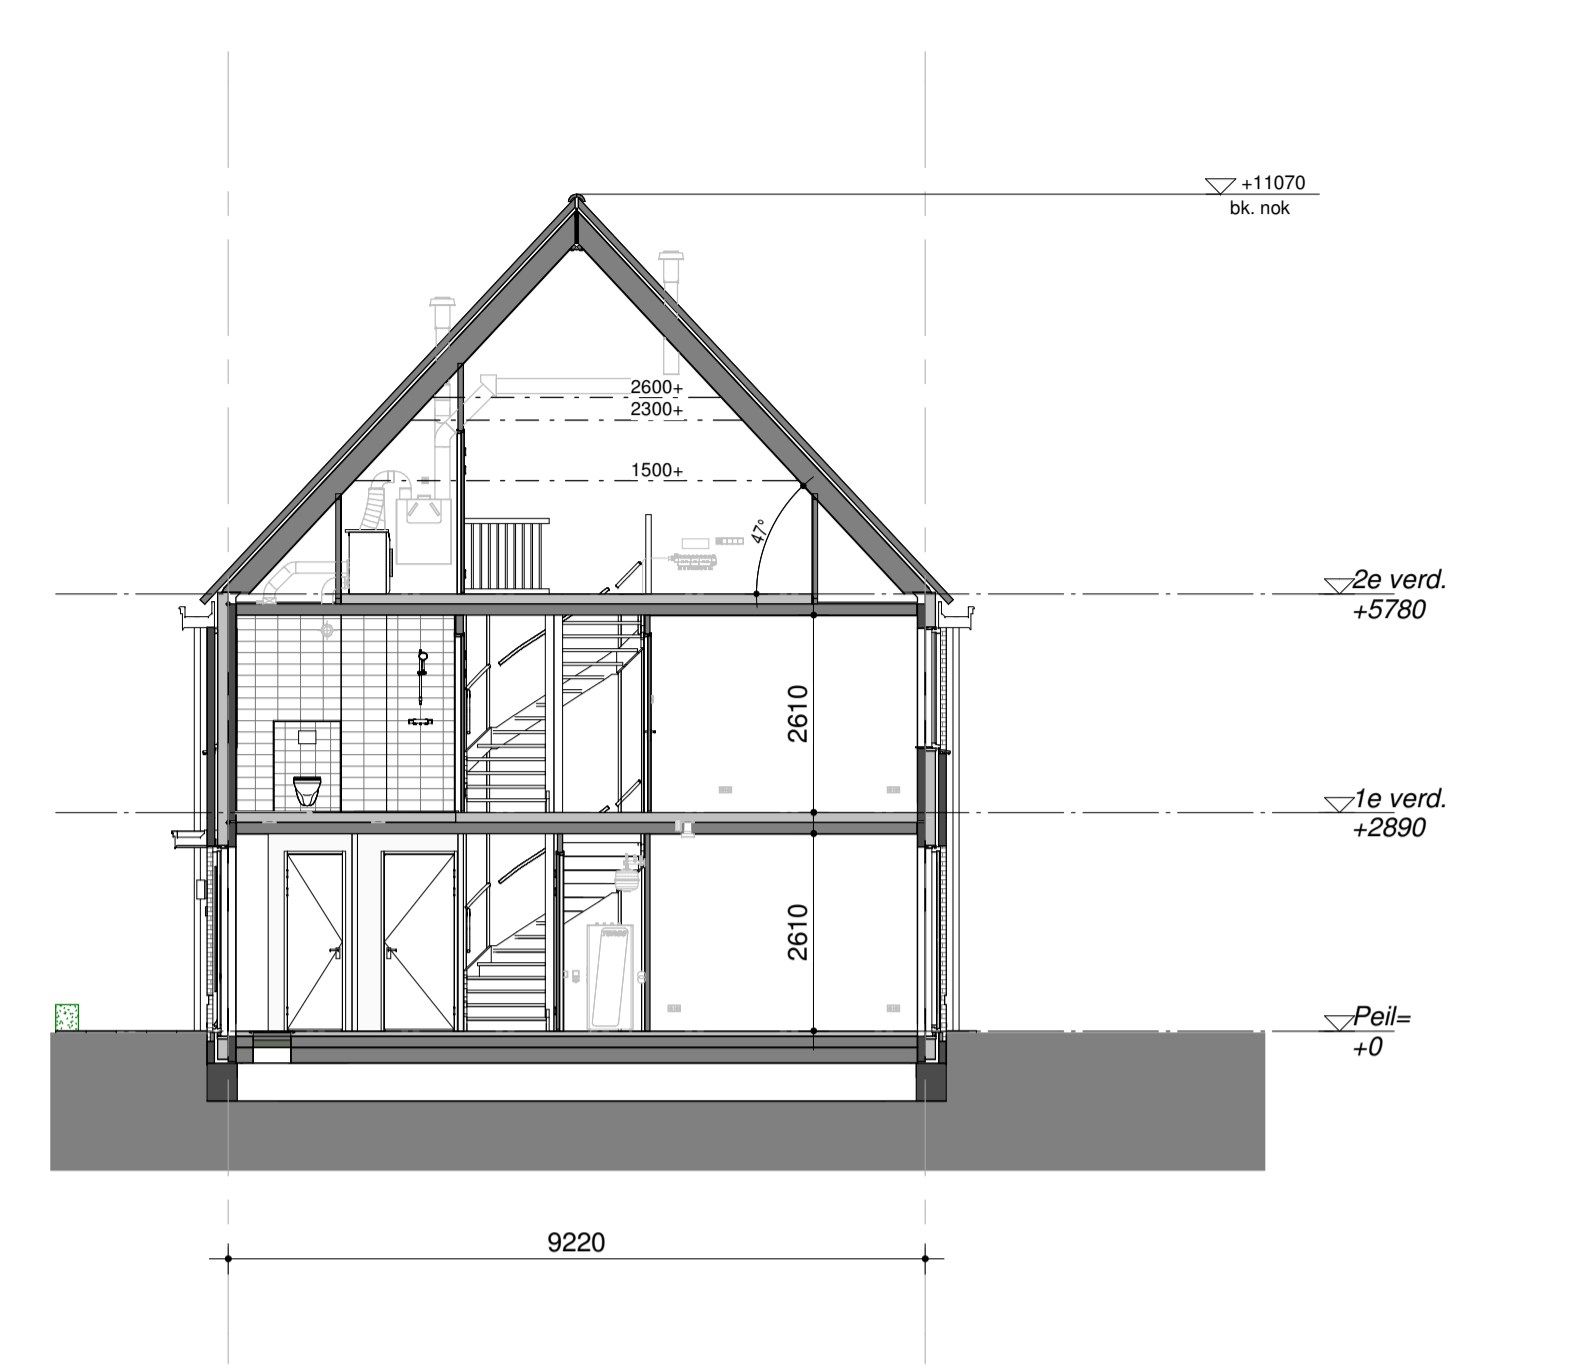 +11070
bk. nok
2600+
2300+
1500+
47°
2e verd.
+5780
2610
1e verd.
+2890
2610
Peil=
+0
9220